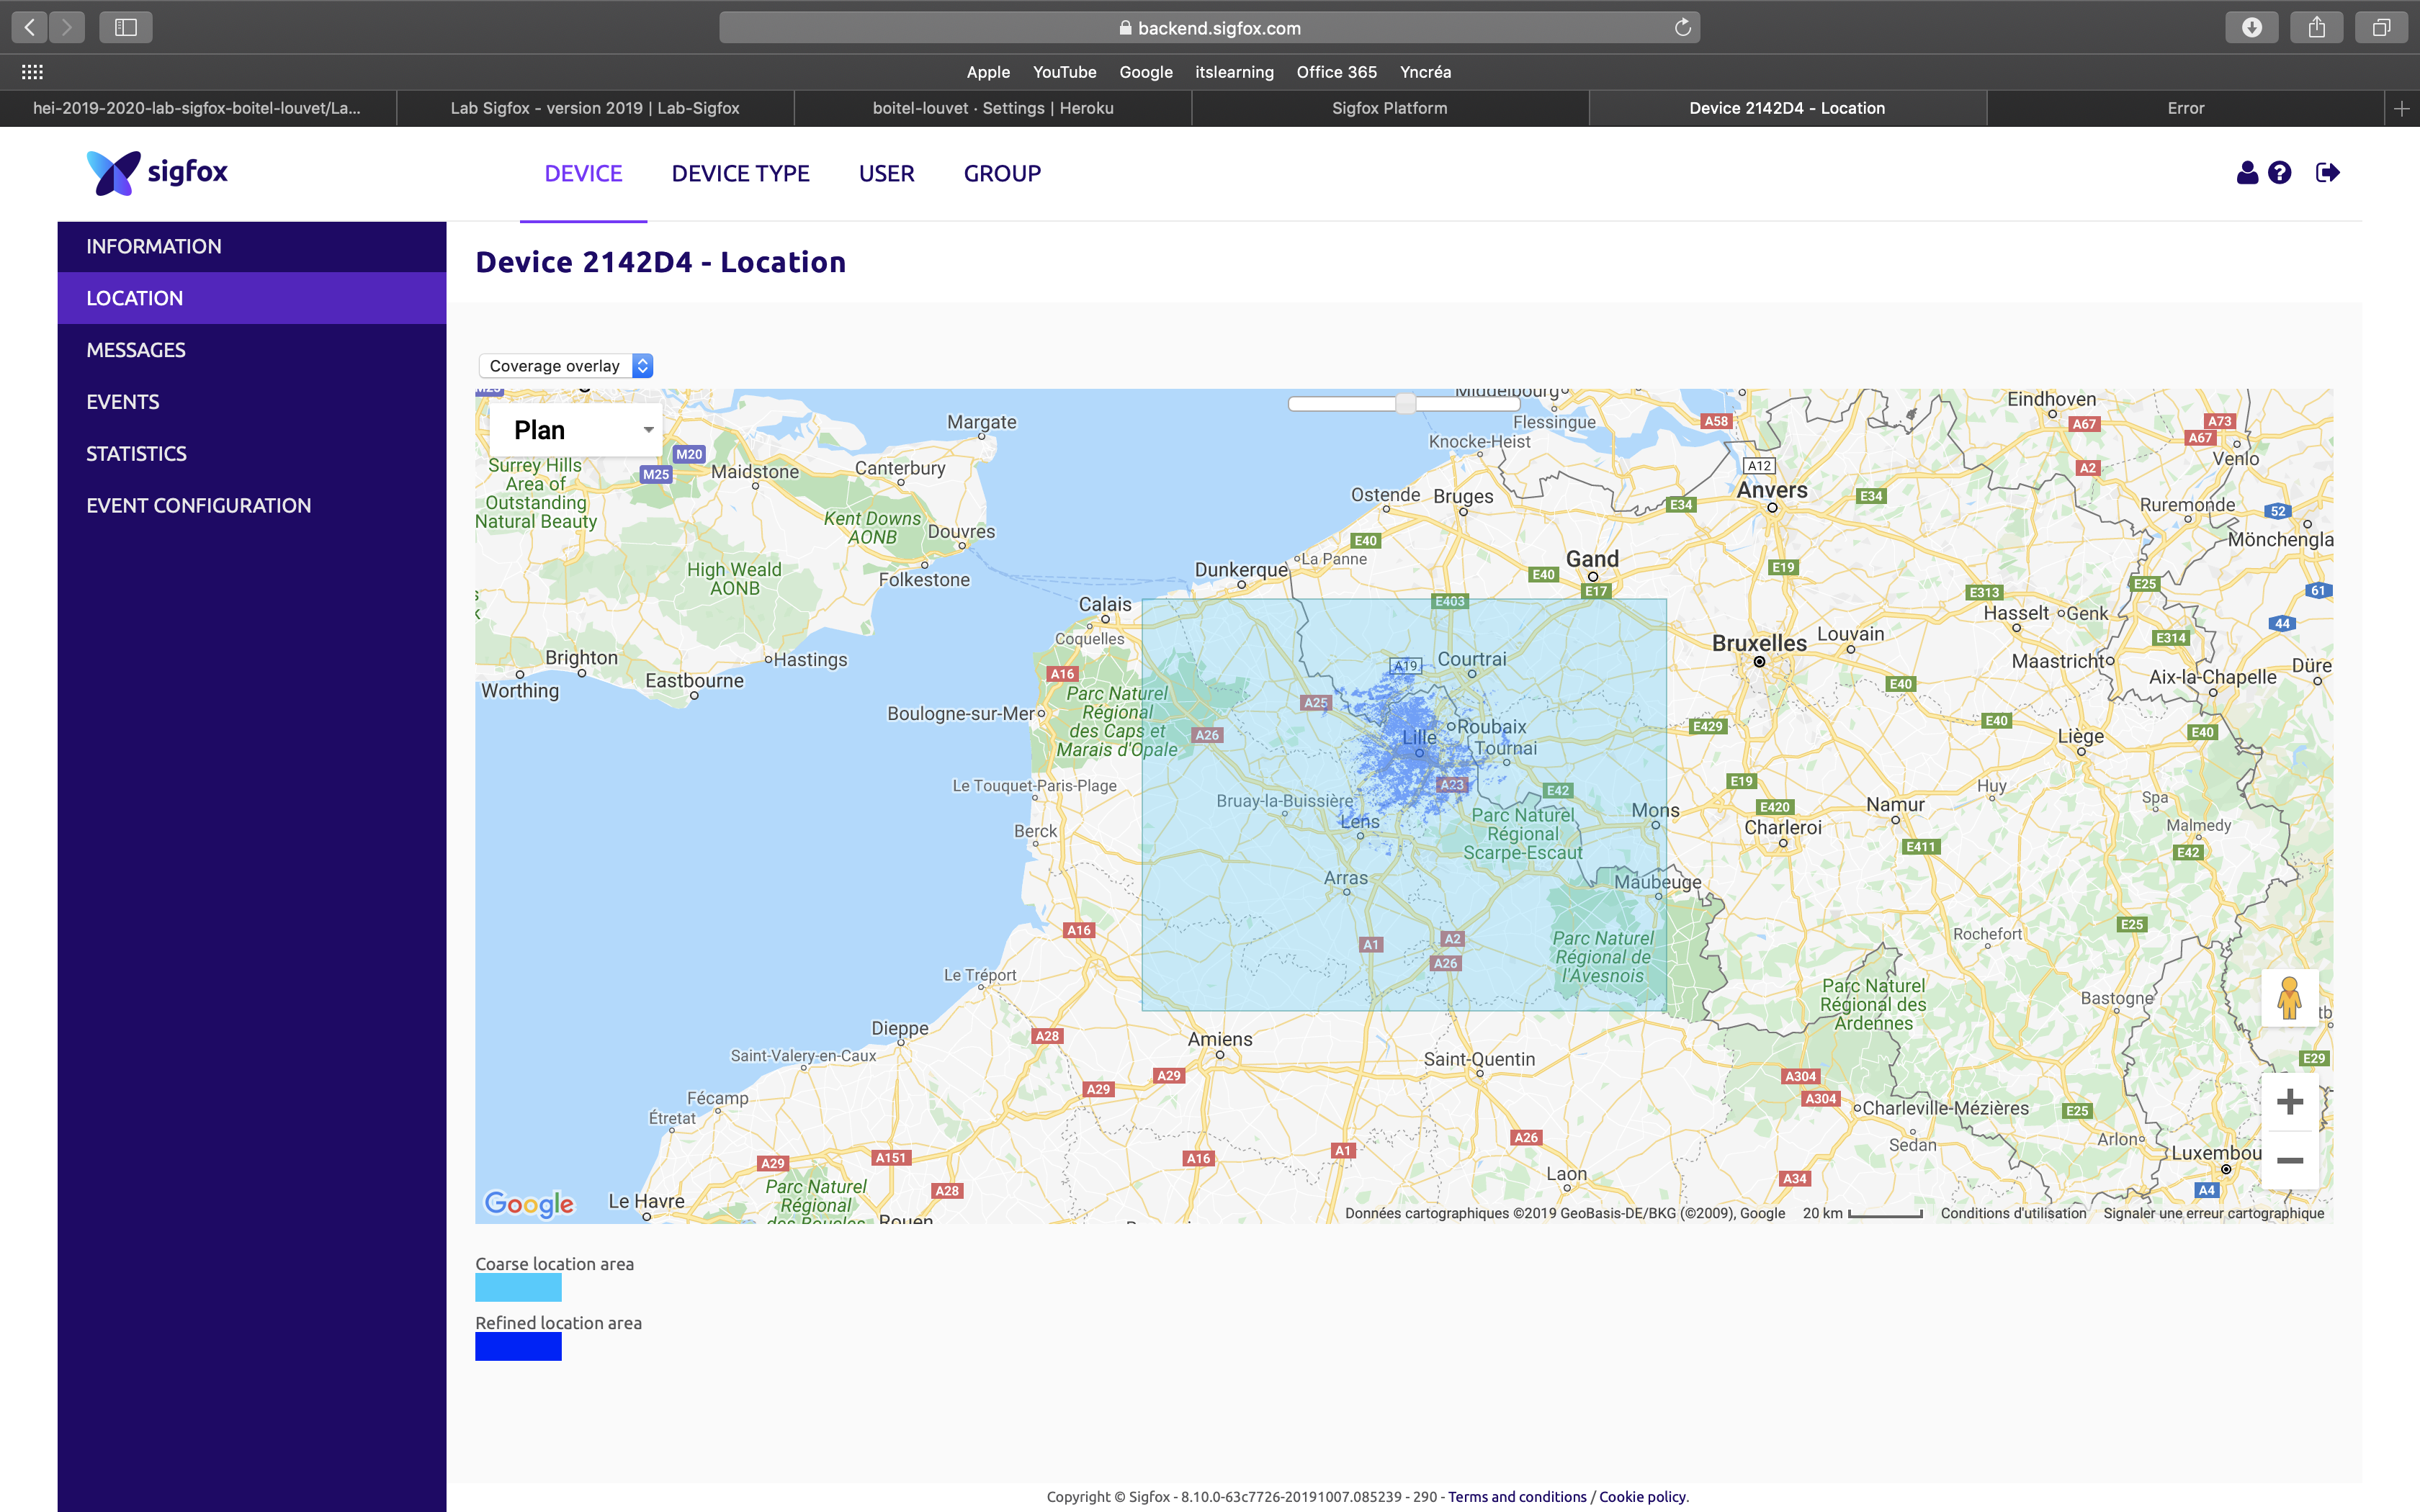 backend.sigfox.com
Apple YouTube Google itslearning Office 365 Yncréa
hei-2019-2020-lab-sigfox-boitel-louvet/La...
Lab Sigfox - version 2019 | Lab-Sigfox
boitel-louvet · Settings | Heroku
Sigfox Platform
Device 2142D4 - Location
Error
sigfox
DEVICE
DEVICE TYPE
USER
GROUP
INFORMATION
LOCATION
MESSAGES
EVENTS
STATISTICS
EVENT CONFIGURATION
Device 2142D4 - Location
Coverage overlay
Plan
Middelbourg
Eindhoven
Margate
Flessingue
A58
A67
A73
A67
Knocke-Heist
M20
M25
Maidstone
Canterbury
Surrey Hills
Area of
Outstanding
Natural Beauty
A12
A2
Venlo
Ostende
Bruges
Anvers
E34
E34
Ruremonde
52
Kent Downs
AONB
Douvres
E40
Mönchengla
La Panne
Gand
High Weald
AONB
Folkestone
Dunkerque
E40
E19
E17
E25
61
Calais
E403
E313
Hasselt
Genk
44
Coquelles
Bruxelles
Louvain
E314
Brighton
Hastings
A19
Courtrai
Maastricht
Düre
Worthing
Eastbourne
A16
Aix-la-Chapelle
E40
Parc Naturel
Régional
des Caps et
Marais d'Opale
A25
Boulogne-sur-Mer
Roubaix
E429
E40
A26
Lille
Tournai
Liège
E40
Le Touquet-Paris-Plage
A23
E42
E19
Huy
Bruay-la-Buissière
Mons
E420
Namur
Spa
Berck
Lens
Parc Naturel
Régional
Scarpe-Escaut
Charleroi
Malmedy
E411
E42
Arras
Maubeuge
A16
A1
A2
A26
Parc Naturel
Régional de
l'Avesnois
E25
Rochefort
Le Tréport
Parc Naturel
Régional des
Ardennes
Bastogne
tb
Dieppe
A28
Amiens
Saint-Quentin
Saint-Valery-en-Caux
E29
A29
A29
A304
A304
Fécamp
Étretat
Charleville-Mézières
E25
A26
Sedan
Arlon
A29
A151
A16
A1
Luxembou
Laon
A34
Parc Naturel
Régional
des Boucles
A28
A4
Google
Le Havre
Rouen
Données cartographiques ©2019 GeoBasis-DE/BKG (©2009), Google
20 km
Conditions d'utilisation
Signaler une erreur cartographique
Coarse location area
Refined location area
Copyright © Sigfox - 8.10.0-63c7726-20191007.085239 - 290 - Terms and conditions / Cookie policy.